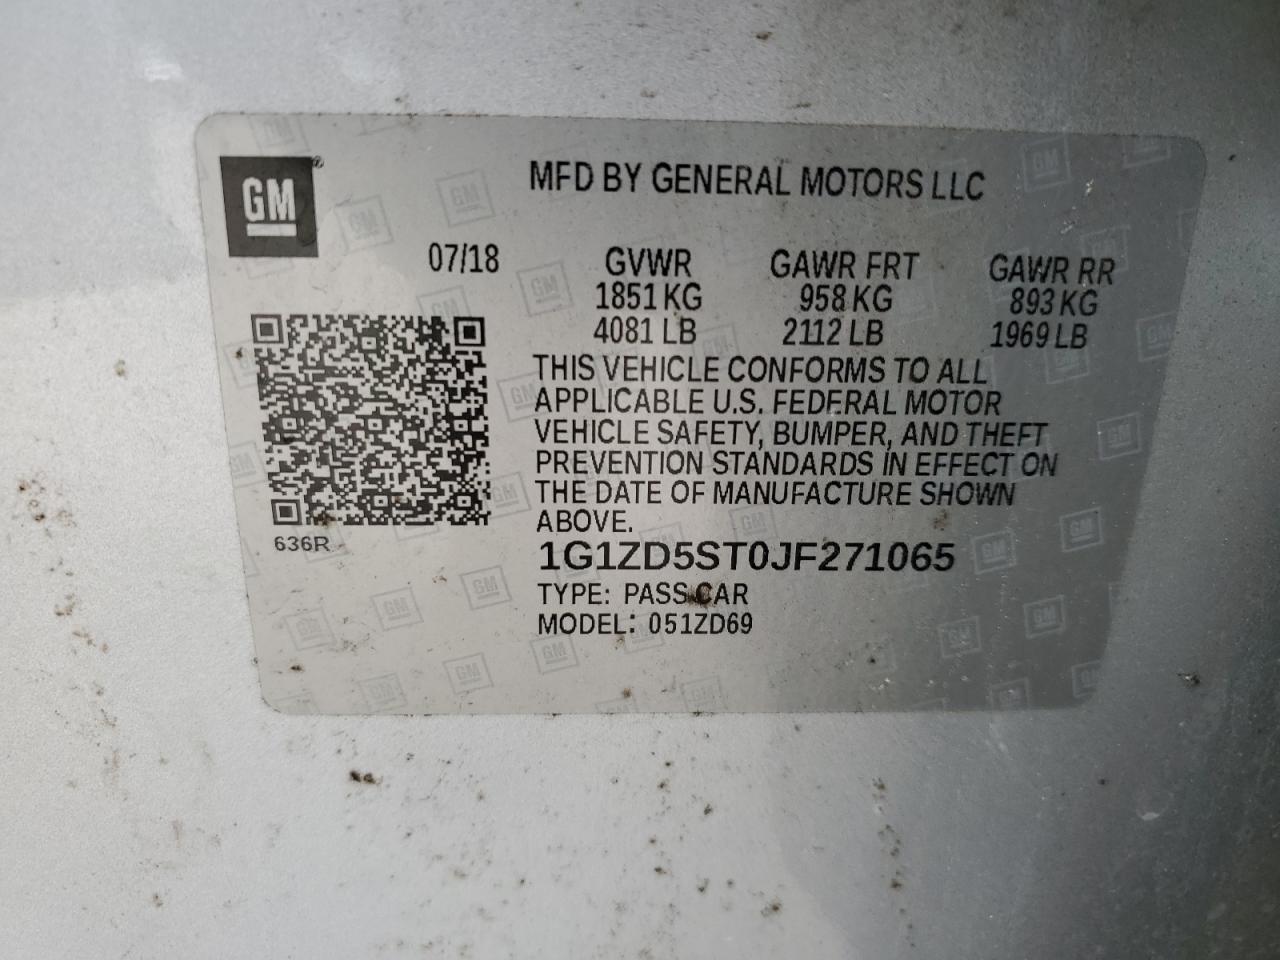 GM®
MFD BY GENERAL MOTORS LLC
07/18 GVWR GAWR FRT GAWR RR
1851 KG 958 KG 893 KG
4081 LB 2112 LB 1969 LB
THIS VEHICLE CONFORMS TO ALL
APPLICABLE U.S. FEDERAL MOTOR
VEHICLE SAFETY, BUMPER, AND THEFT
PREVENTION STANDARDS IN EFFECT ON
THE DATE OF MANUFACTURE SHOWN
ABOVE.
636R
1G1ZD5ST0JF271065
TYPE: PASS CAR
MODEL: 051ZD69